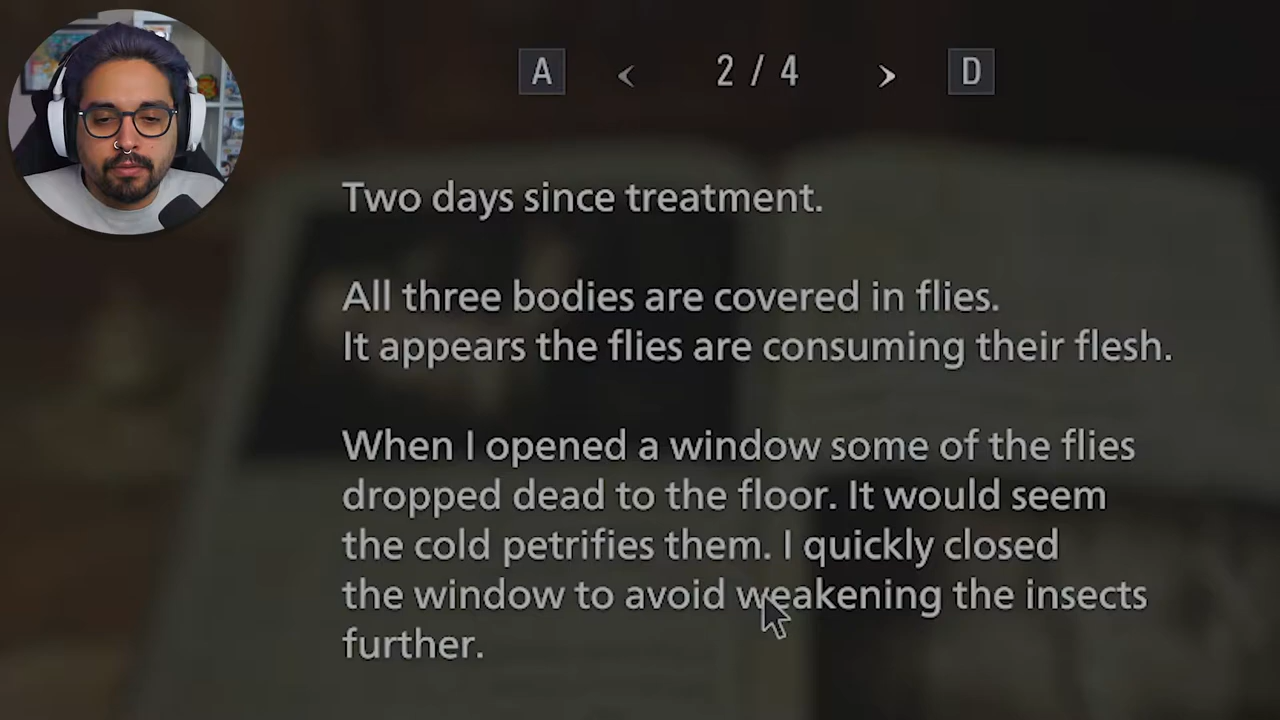 A < 2 / 4 > D
Two days since treatment.
All three bodies are covered in flies.
It appears the flies are consuming their flesh.
When I opened a window some of the flies
dropped dead to the floor. It would seem
the cold petrifies them. I quickly closed
the window to avoid weakening the insects
further.